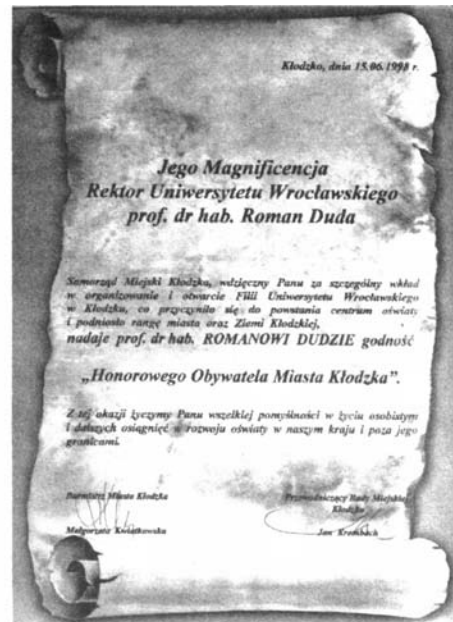 Kłodzko, dnia 15.06.1998 r.
Jego Magnificencja
Rektor Uniwersytetu Wrocławskiego
prof. dr hab. Roman Duda
Samorząd Miejski Kłodzka, wdzięczny Panu za szczególny wkład
w organizowanie i otwarcie Filii Uniwersytetu Wrocławskiego
w Kłodzku, co przyczyniło się do powstania centrum oświaty
i podniosło rangę miasta oraz Ziemi Kłodzkiej,
nadaje prof. dr hab. ROMANOWI DUDZIE godność
„Honorowego Obywatela Miasta Kłodzka”.
Z tej okazji życzymy Panu wszelkiej pomyślności w życiu osobistym
i dalszych osiągnięć w rozwoju oświaty w naszym kraju i poza jego
granicami.
Burmistrz Miasta Kłodzka
Małgorzata Kwiatkowska
Przewodniczący Rady Miejskiej
Kłodzka
Jan Krombach